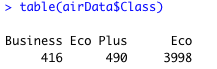 > table(airData$Class)
Business Eco Plus Eco
416 490 3998